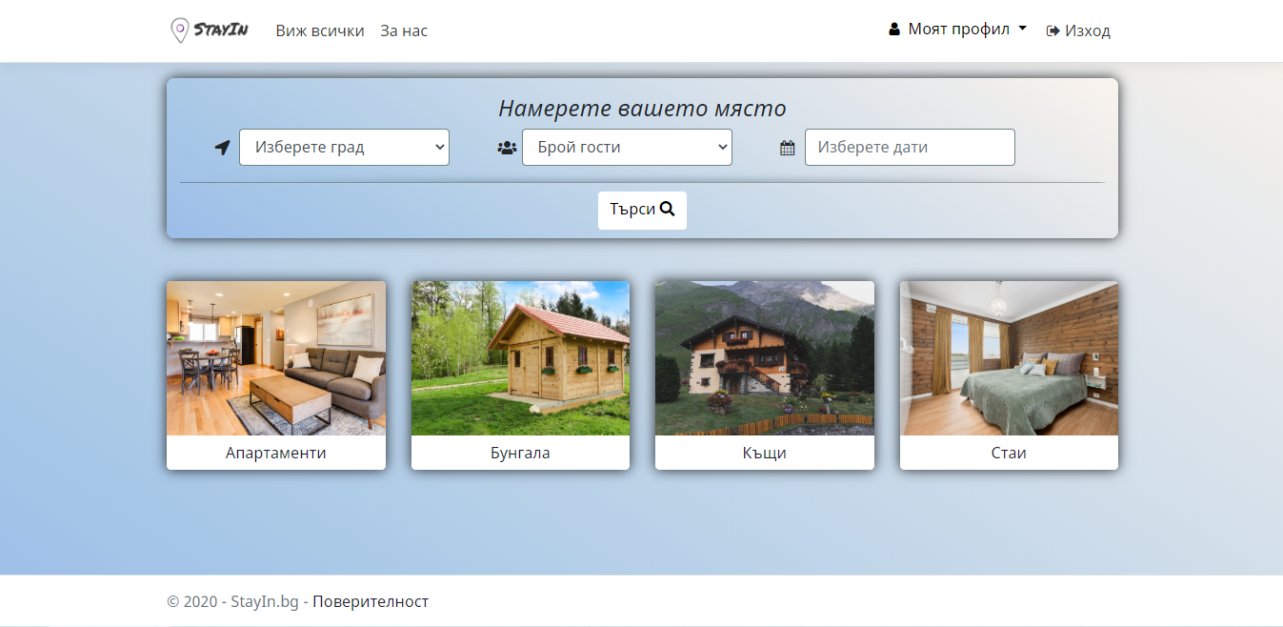 StayIn Виж всички За нас Моят профил Изход
Намерете вашето място
Изберете град Брой гости Изберете дати
Търси
Апартаменти Бунгала Къщи Стаи
© 2020 - StayIn.bg - Поверителност